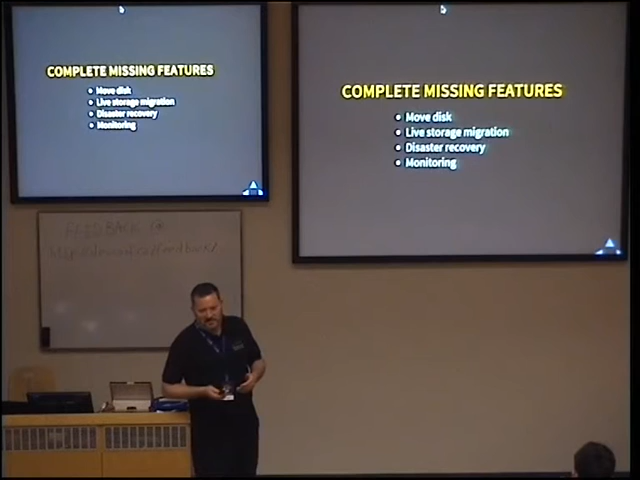 COMPLETE MISSING FEATURES
Move disk
Live storage migration
Disaster recovery
Monitoring
COMPLETE MISSING FEATURES
Move disk
Live storage migration
Disaster recovery
Monitoring
FEEDBACK @